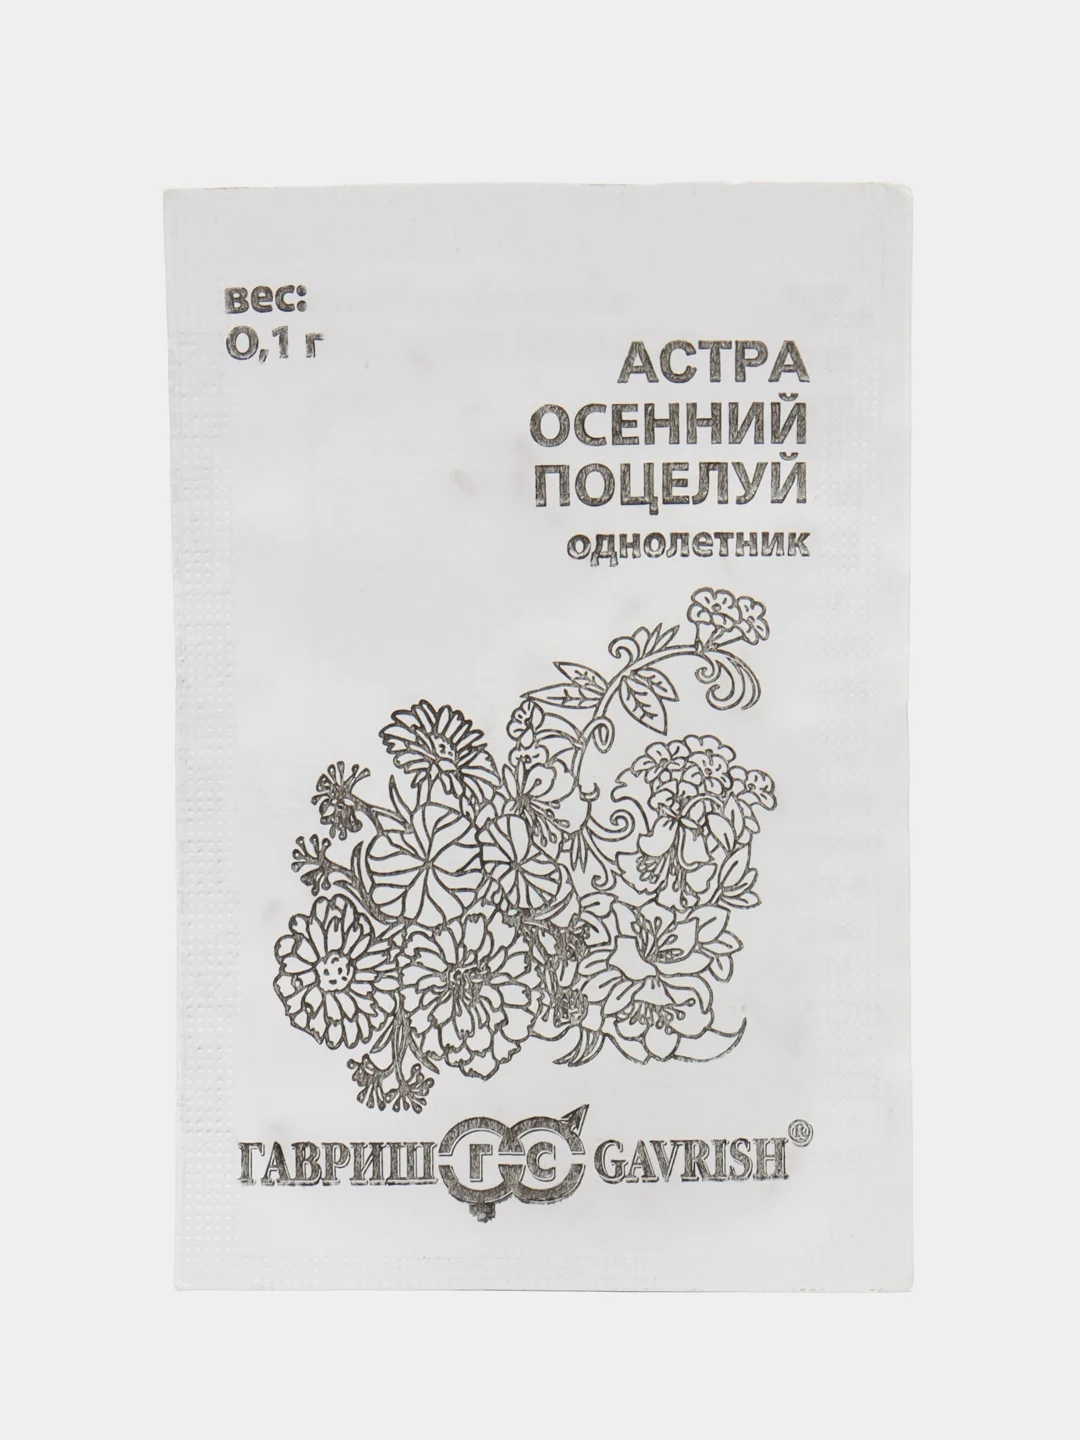 вес:
0,1 г
АСТРА
ОСЕННИЙ
ПОЦЕЛУЙ
однолетник
ГАВРИШ ГС GAVRISH®